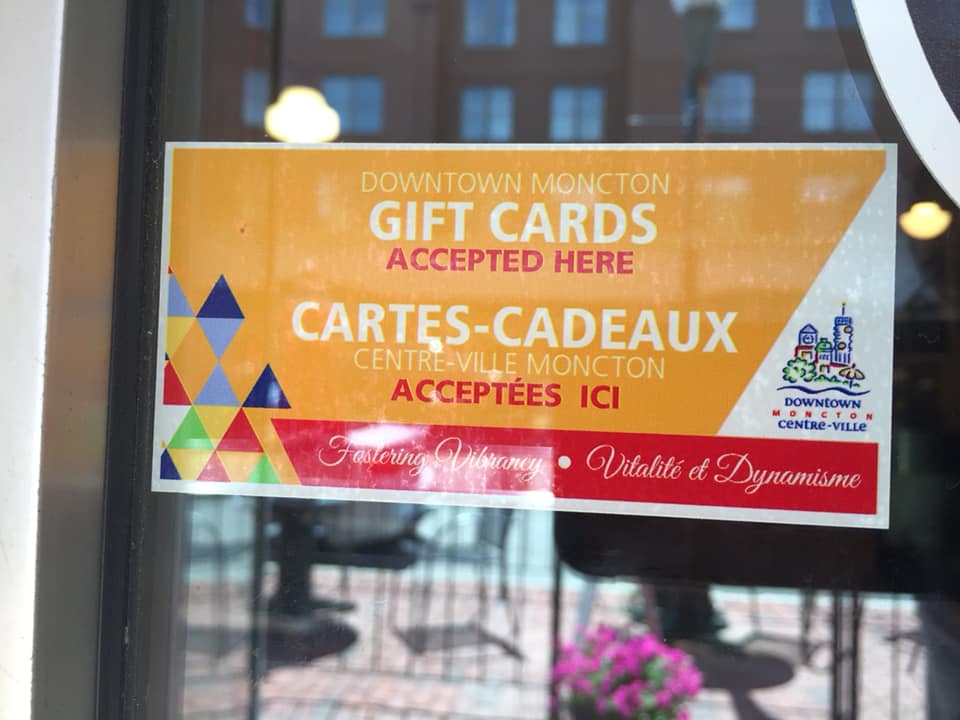 DOWNTOWN MONCTON
GIFT CARDS
ACCEPTED HERE
CARTES-CADEAUX
CENTRE-VILLE MONCTON
ACCEPTÉES ICI
DOWNTOWN
MONCTON
CENTRE-VILLE
Fostering Vibrancy • Vitalité et Dynamisme